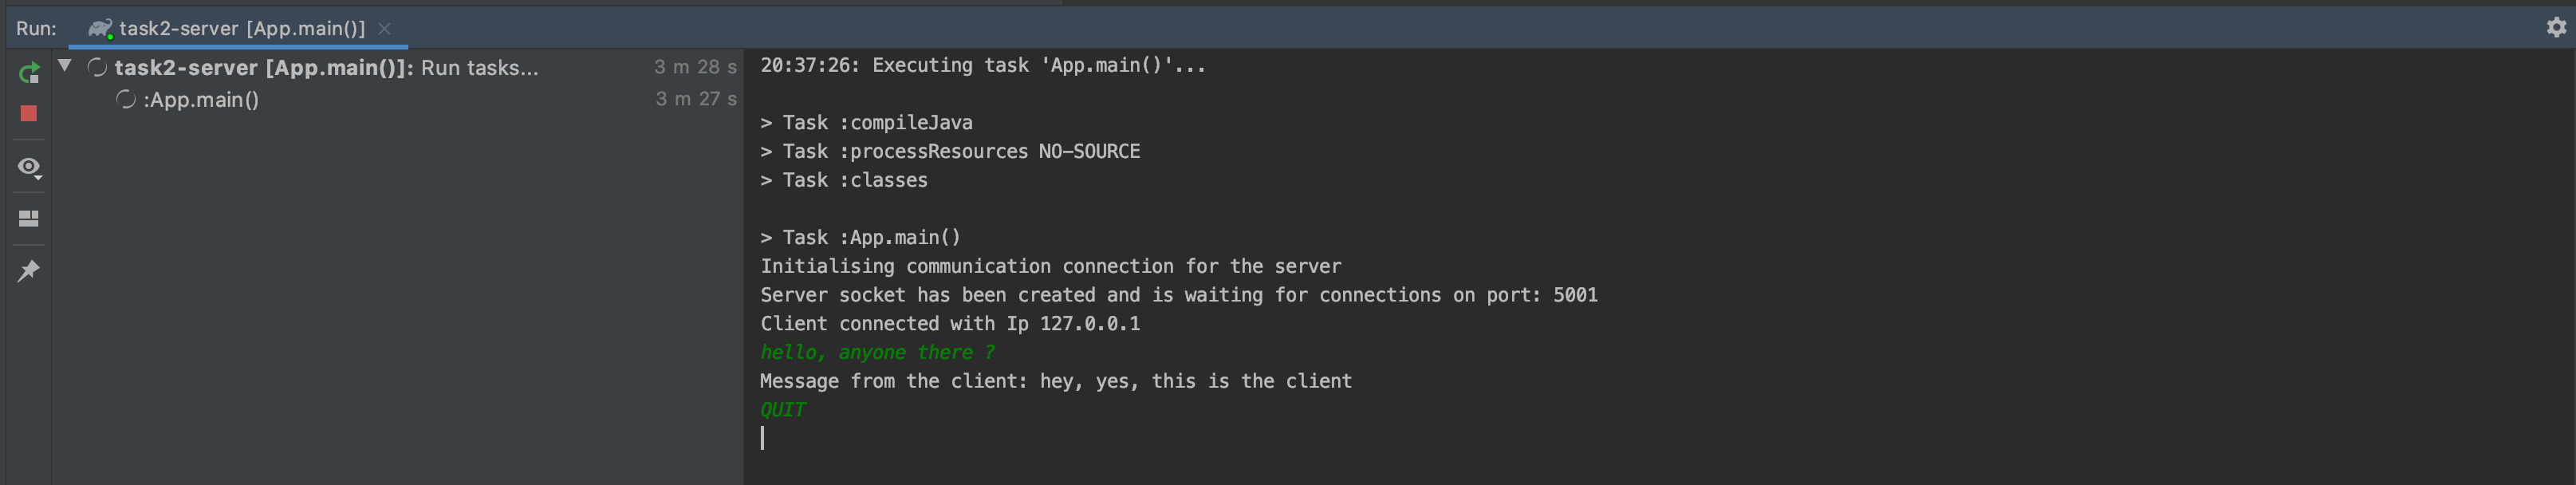 Run: task2-server [App.main()]
task2-server [App.main()]: Run tasks... 3 m 28 s
:App.main() 3 m 27 s
20:37:26: Executing task 'App.main()'...
> Task :compileJava
> Task :processResources NO-SOURCE
> Task :classes
> Task :App.main()
Initialising communication connection for the server
Server socket has been created and is waiting for connections on port: 5001
Client connected with Ip 127.0.0.1
hello, anyone there ?
Message from the client: hey, yes, this is the client
QUIT